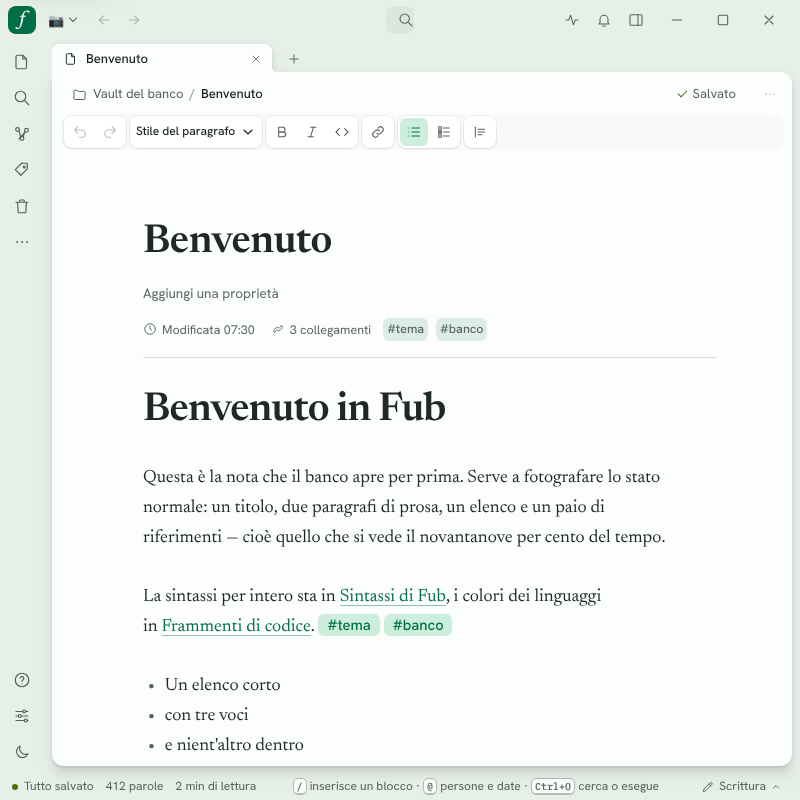 f
Benvenuto
Vault del banco / Benvenuto
Salvato
Stile del paragrafo
B I
Benvenuto
Aggiungi una proprietà
Modificata 07:30 3 collegamenti #tema #banco
Benvenuto in Fub
Questa è la nota che il banco apre per prima. Serve a fotografare lo stato
normale: un titolo, due paragrafi di prosa, un elenco e un paio di
riferimenti — cioè quello che si vede il novantanove per cento del tempo.
La sintassi per intero sta in Sintassi di Fub, i colori dei linguaggi
in Frammenti di codice. #tema #banco
• Un elenco corto
• con tre voci
• e nient'altro dentro
Tutto salvato 412 parole 2 min di lettura / inserisce un blocco · @ persone e date · Ctrl+O cerca o esegue Scrittura